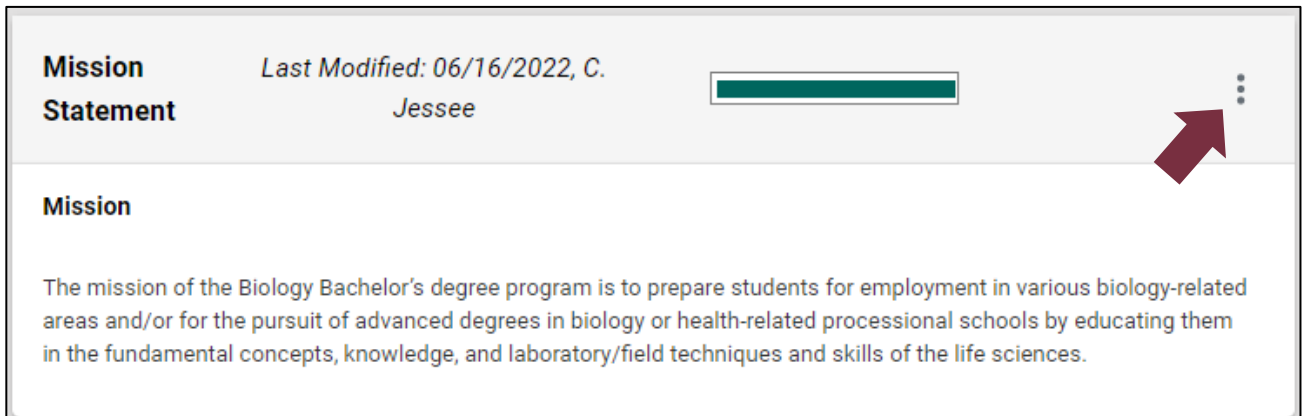 Mission Last Modified: 06/16/2022, C.
Statement Jessee
Mission
The mission of the Biology Bachelor’s degree program is to prepare students for employment in various biology-related
areas and/or for the pursuit of advanced degrees in biology or health-related processional schools by educating them
in the fundamental concepts, knowledge, and laboratory/field techniques and skills of the life sciences.